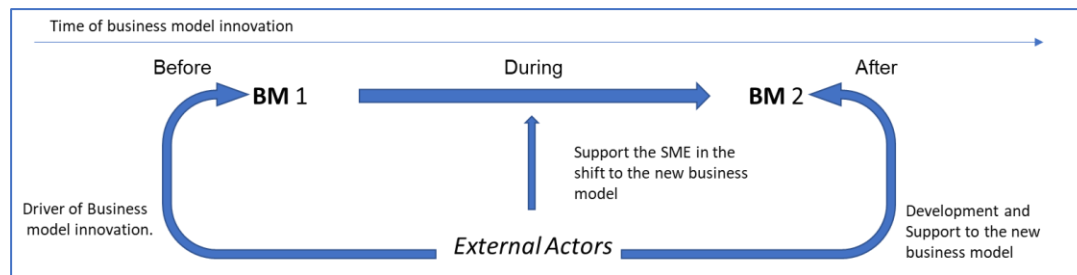 Time of business model innovation
Before
During
After
BM 1
BM 2
Support the SME in the
shift to the new business
model
Driver of Business
model innovation.
External Actors
Development and
Support to the new
business model